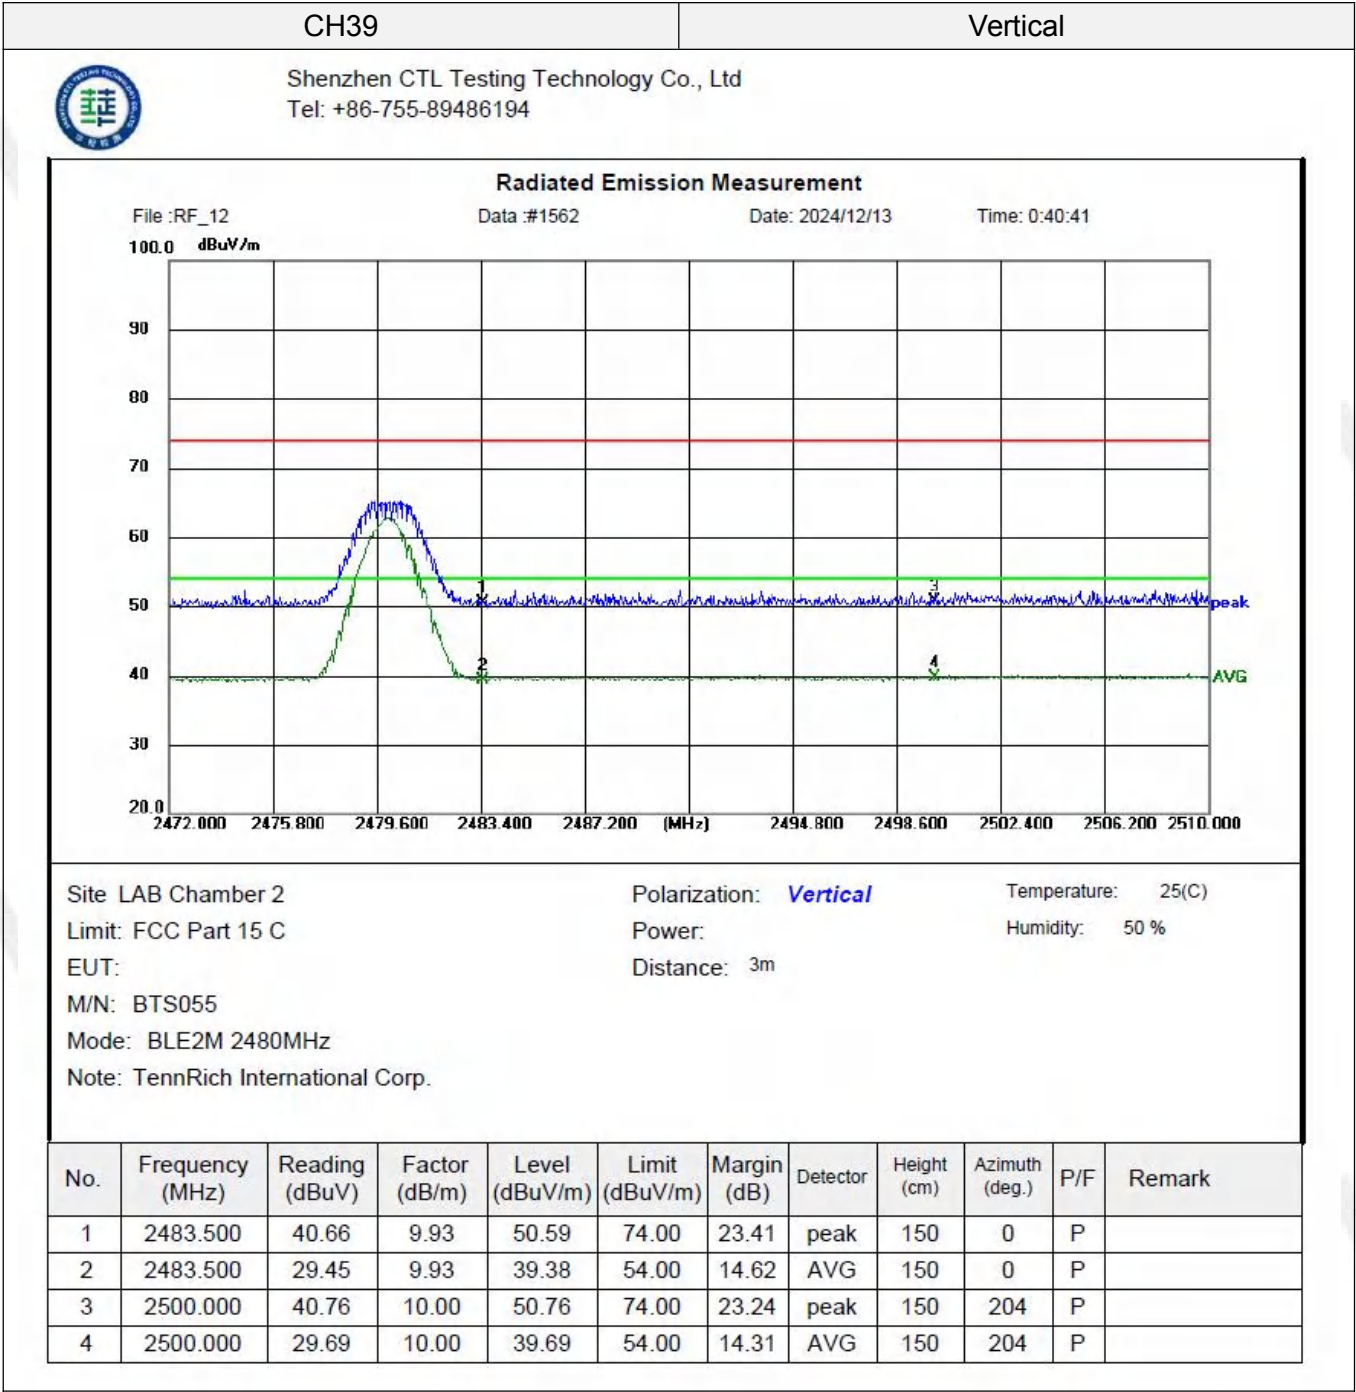 CH39 Vertical
Shenzhen CTL Testing Technology Co., Ltd
Tel: +86-755-89486194
Radiated Emission Measurement
File :RF_12 Data :#1562 Date: 2024/12/13 Time: 0:40:41
100.0 dBuV/m
90
80
70
60
1 3
50 peak
2 4
40 AVG
30
20.0
2472.000 2475.800 2479.600 2483.400 2487.200 (MHz) 2494.800 2498.600 2502.400 2506.200 2510.000
Site LAB Chamber 2 Polarization: Vertical Temperature: 25(C)
Limit: FCC Part 15 C Power: Humidity: 50 %
EUT: Distance: 3m
M/N: BTS055
Mode: BLE2M 2480MHz
Note: TennRich International Corp.
No. Frequency (MHz) Reading (dBuV) Factor (dB/m) Level (dBuV/m) Limit (dBuV/m) Margin (dB) Detector Height (cm) Azimuth (deg.) P/F Remark
1 2483.500 40.66 9.93 50.59 74.00 23.41 peak 150 0 P
2 2483.500 29.45 9.93 39.38 54.00 14.62 AVG 150 0 P
3 2500.000 40.76 10.00 50.76 74.00 23.24 peak 150 204 P
4 2500.000 29.69 10.00 39.69 54.00 14.31 AVG 150 204 P